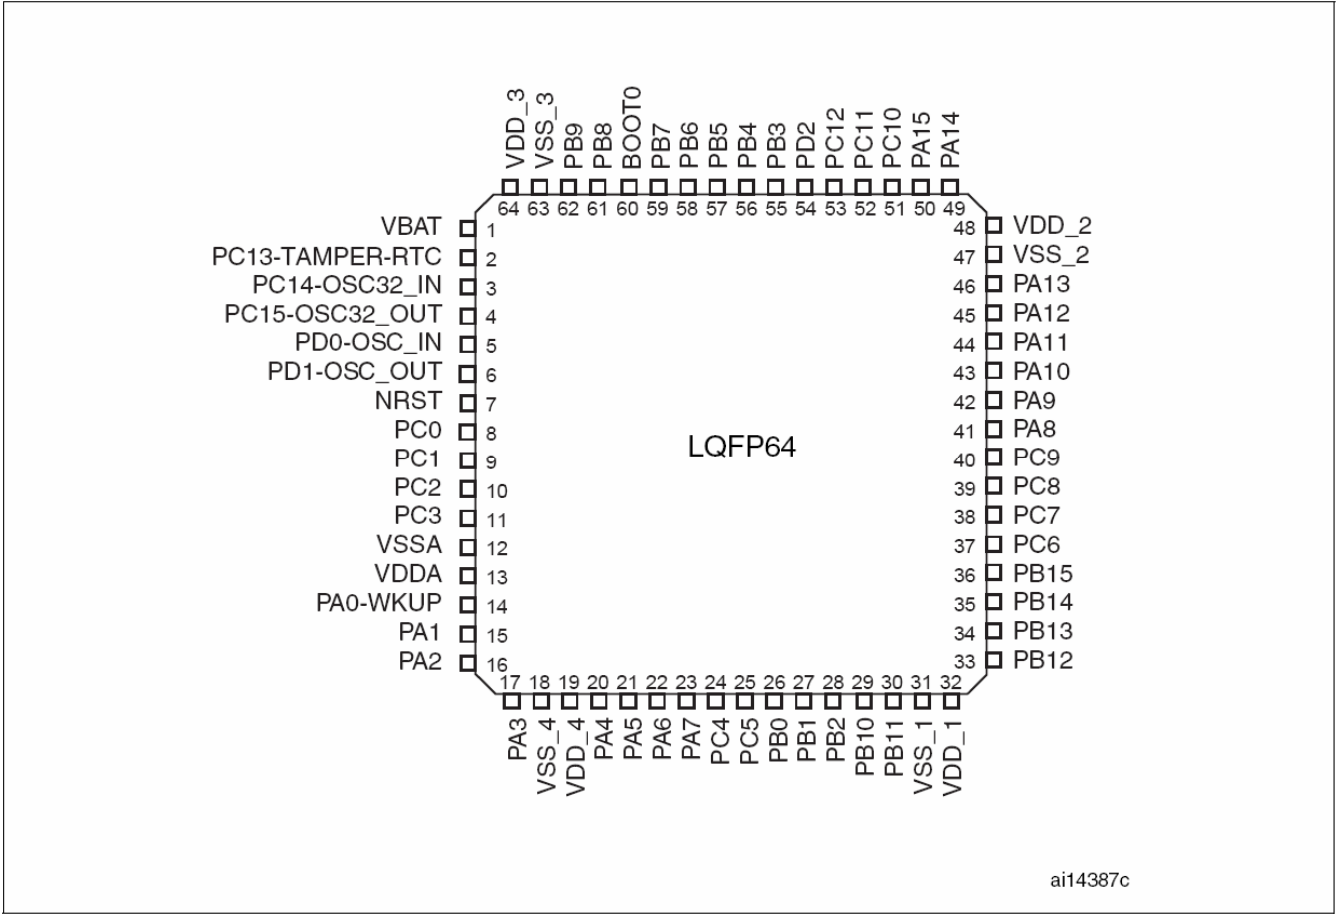 VDD_3
VSS_3
PB9
PB8
BOOT0
PB7
PB6
PB5
PB4
PB3
PD2
PC12
PC11
PC10
PA15
PA14
64 63 62 61 60 59 58 57 56 55 54 53 52 51 50 49
VBAT 1
PC13-TAMPER-RTC 2
PC14-OSC32_IN 3
PC15-OSC32_OUT 4
PD0-OSC_IN 5
PD1-OSC_OUT 6
NRST 7
PC0 8
PC1 9
PC2 10
PC3 11
VSSA 12
VDDA 13
PA0-WKUP 14
PA1 15
PA2 16
LQFP64
48 VDD_2
47 VSS_2
46 PA13
45 PA12
44 PA11
43 PA10
42 PA9
41 PA8
40 PC9
39 PC8
38 PC7
37 PC6
36 PB15
35 PB14
34 PB13
33 PB12
17 18 19 20 21 22 23 24 25 26 27 28 29 30 31 32
PA3
VSS_4
VDD_4
PA4
PA5
PA6
PA7
PC4
PC5
PB0
PB1
PB2
PB10
PB11
VSS_1
VDD_1
ai14387c